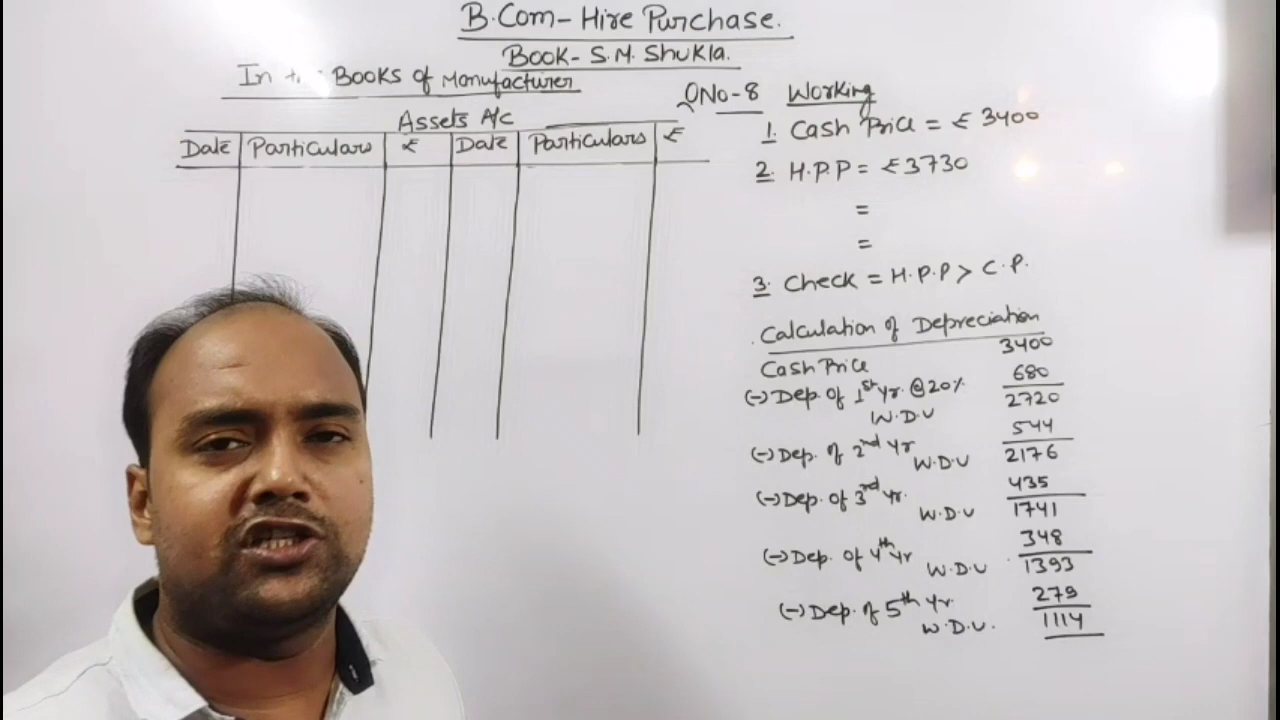 B.Com - Hire Purchase.
Book - S.M. Shukla.
In Books of Manufacturer
Assets A/c
Date Particulars ₹ Date Particulars ₹
QNo-8 Working
1. Cash Price = ₹ 3400
2. H.P.P = ₹ 3730
=
=
3. Check = H.P.P > C.P.
Calculation of Depreciation
Cash Price 3400
(-) Dep. of 1st Yr. @ 20% 680
W.D.V 2720
(-) Dep. of 2nd Yr 544
W.D.V 2176
(-) Dep. of 3rd Yr. 435
W.D.V 1741
(-) Dep. of 4th Yr 348
W.D.V 1393
(-) Dep. of 5th Yr. 279
W.D.V. 1114